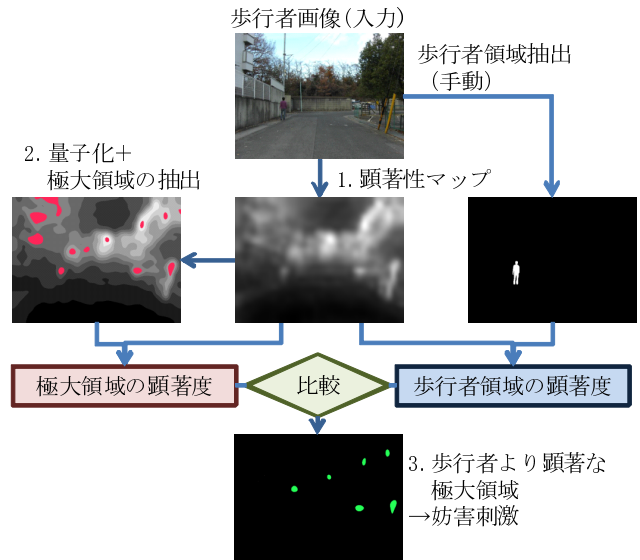 歩行者画像(入力)
歩行者領域抽出
(手動)
2. 量子化＋
極大領域の抽出
1. 顕著性マップ
極大領域の顕著度
比較
歩行者領域の顕著度
3. 歩行者より顕著な
極大領域
→妨害刺激